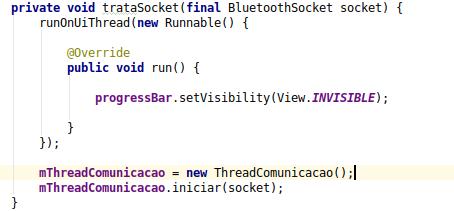 private void trataSocket(final BluetoothSocket socket) {
    runOnUiThread(new Runnable() {

        @Override
        public void run() {

            progressBar.setVisibility(View.INVISIBLE);

        }
    });

    mThreadComunicacao = new ThreadComunicacao();
    mThreadComunicacao.iniciar(socket);
}